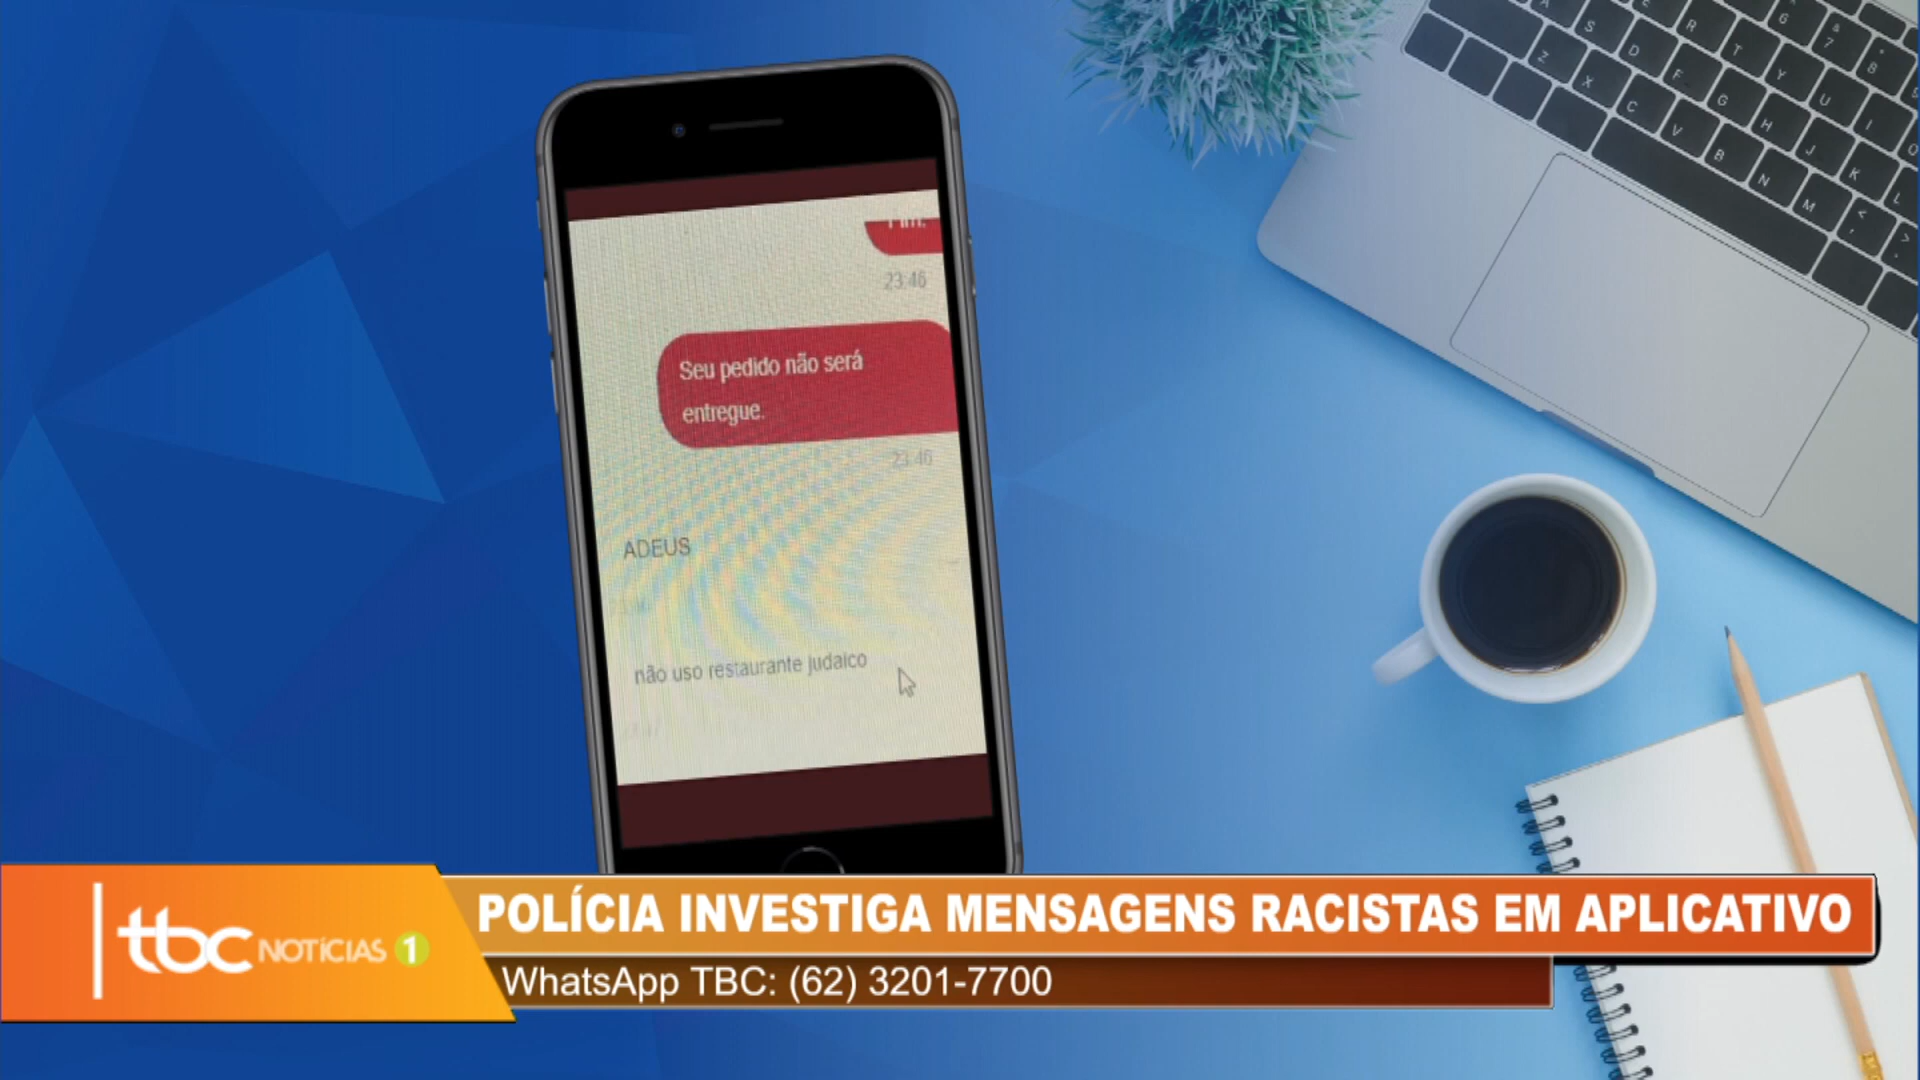 23:46
Seu pedido não será
entregue.
23:46
ADEUS
não uso restaurante judaico
POLÍCIA INVESTIGA MENSAGENS RACISTAS EM APLICATIVO
tbc NOTÍCIAS 1
WhatsApp TBC: (62) 3201-7700